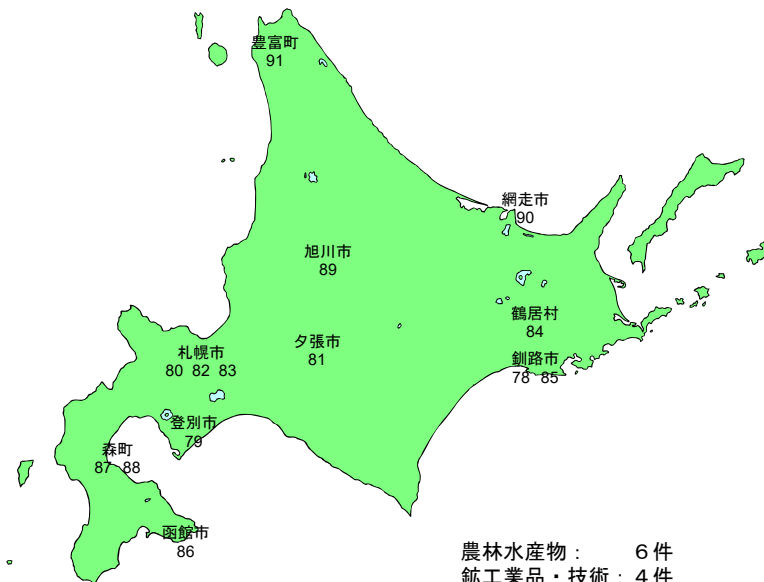 豊富町
91
網走市
90
旭川市
89
鶴居村
84
夕張市
81
札幌市
80 82 83
釧路市
78 85
登別市
79
森町
87 88
函館市
86
農林水産物： 6件
鉱工業品・技術：4件